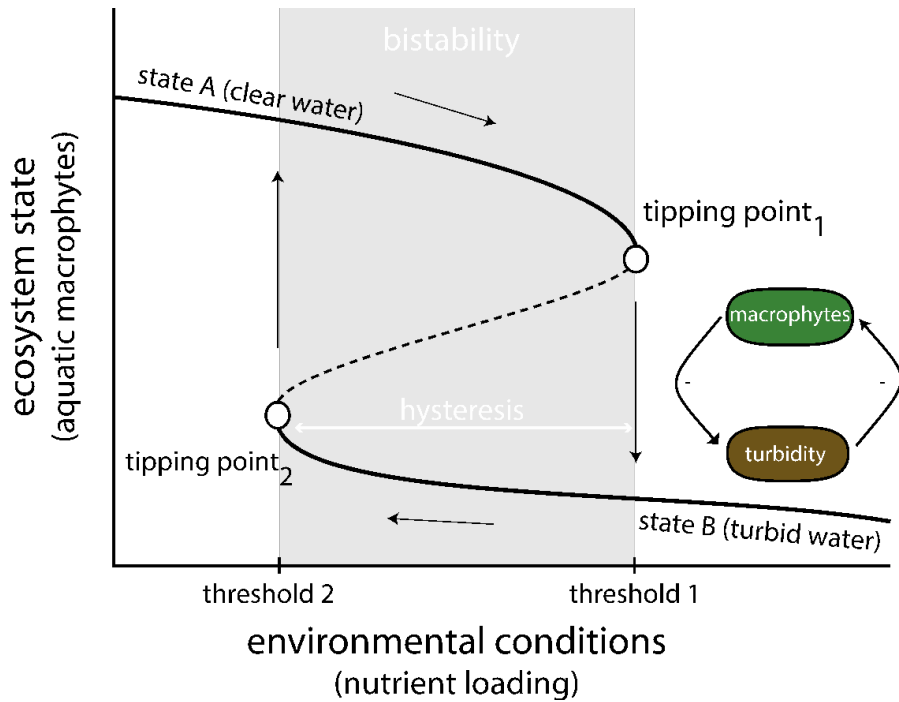 bistability
state A (clear water)
tipping point1
macrophytes
-
-
hysteresis
turbidity
tipping point2
state B (turbid water)
ecosystem state
(aquatic macrophytes)
threshold 2
threshold 1
environmental conditions
(nutrient loading)